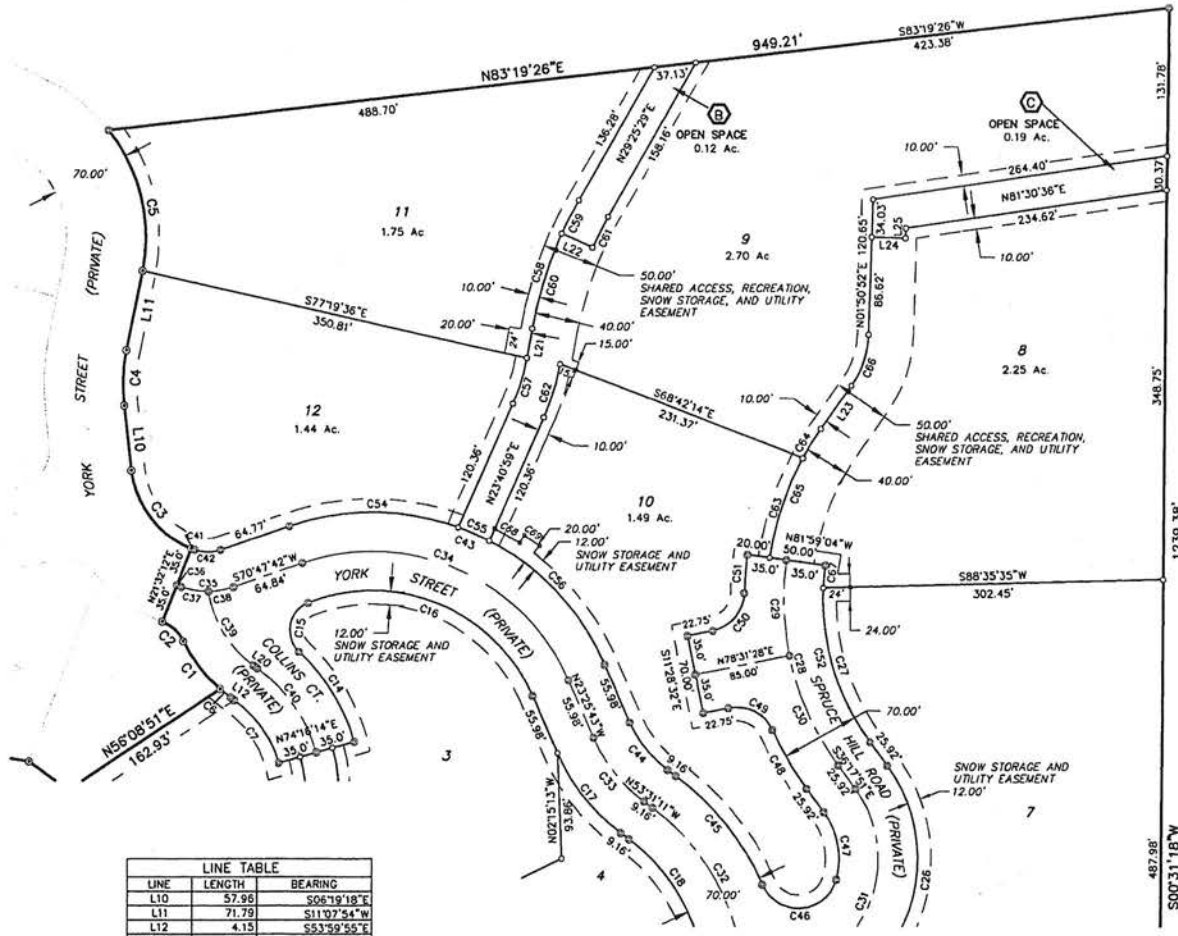 949.21'
S83°19'26"W
423.38'
N83°19'26"E
488.70'
37.13'
131.78'
B
OPEN SPACE
0.12 Ac.
C
OPEN SPACE
0.19 Ac.
136.28'
N29°25'29"E
158.16'
70.00'
C5
10.00'
264.40'
N81°30'36"E
234.62'
30.37'
10.00'
11
1.75 Ac
C59
C61
L22
C58
C60
9
2.70 Ac
120.65'
34.03'
L25
L24
N01°50'52"E
86.62'
(PRIVATE)
STREET
YORK
L11
S77°19'36"E
350.81'
10.00'
20.00'
24'
L21
50.00'
SHARED ACCESS, RECREATION,
SNOW STORAGE, AND UTILITY
EASEMENT
40.00'
15.00'
15'
C66
8
2.25 Ac.
348.75'
C4
L10
12
1.44 Ac.
C57
C62
S68°42'14"E
231.37'
10.00'
L23
50.00'
SHARED ACCESS, RECREATION,
SNOW STORAGE, AND UTILITY
EASEMENT
C64
40.00'
120.36'
N23°40'59"E
120.36'
10.00'
C65
C63
10
1.49 Ac.
1239.38'
C3
C41
C42
64.77'
C54
C55
C43
C68
C69
20.00'
12.00'
SNOW STORAGE AND
UTILITY EASEMENT
20.00'
35.0'
N81°59'04"W
50.00'
35.0'
C67
24'
S88°35'35"W
302.45'
24.00'
N21°32'12"E
35.0'
35.0'
C36
C37
C35
C38
S70°47'42"W
64.84'
C34
YORK
STREET
(PRIVATE)
C56
C51
C50
22.75'
C29
C2
C39
COLLINS CT.
(PRIVATE)
C15
C16
12.00'
SNOW STORAGE AND
UTILITY EASEMENT
35.0'
S11°28'32"E
70.00'
35.0'
N78°31'28"E
85.00'
C28
C52
C27
C1
L20
L12
C40
C14
C6
C7
N74°16'14"E
35.0'
35.0'
N23°25'43"W
55.98'
55.98'
55.98'
22.75'
C49
C30
SPRUCE
HILL ROAD
(PRIVATE)
70.00'
25.92'
N56°08'51"E
162.93'
3
C44
9.16'
C48
S36°17'51"E
25.92'
25.92'
SNOW STORAGE AND
UTILITY EASEMENT
12.00'
7
N02°15'13"W
93.86'
C17
C33
N53°31'11"W
9.16'
9.16'
C45
C47
C46
C31
C26
4
C18
C32
70.00'
487.98'
S00°31'18"W
LINE TABLE
LINE LENGTH BEARING
L10 57.96 S06°19'18"E
L11 71.79 S11°07'54"W
L12 4.15 S53°59'55"E